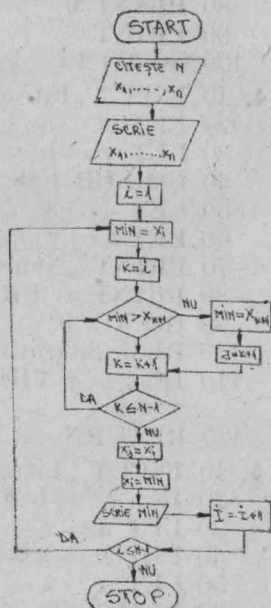 START
CITEȘTE N
x1,....,xn
SCRIE
x1,......,xn
i=1
MIN = xi
K=i
MIN > XK+1
NU
MIN=XK+1
J=K+1
K=K+1
DA
K ≤ N-1
NU
xj=xi
xi=MIN
SCRIE MIN
I=i+1
DA
i≤N-1
NU
STOP